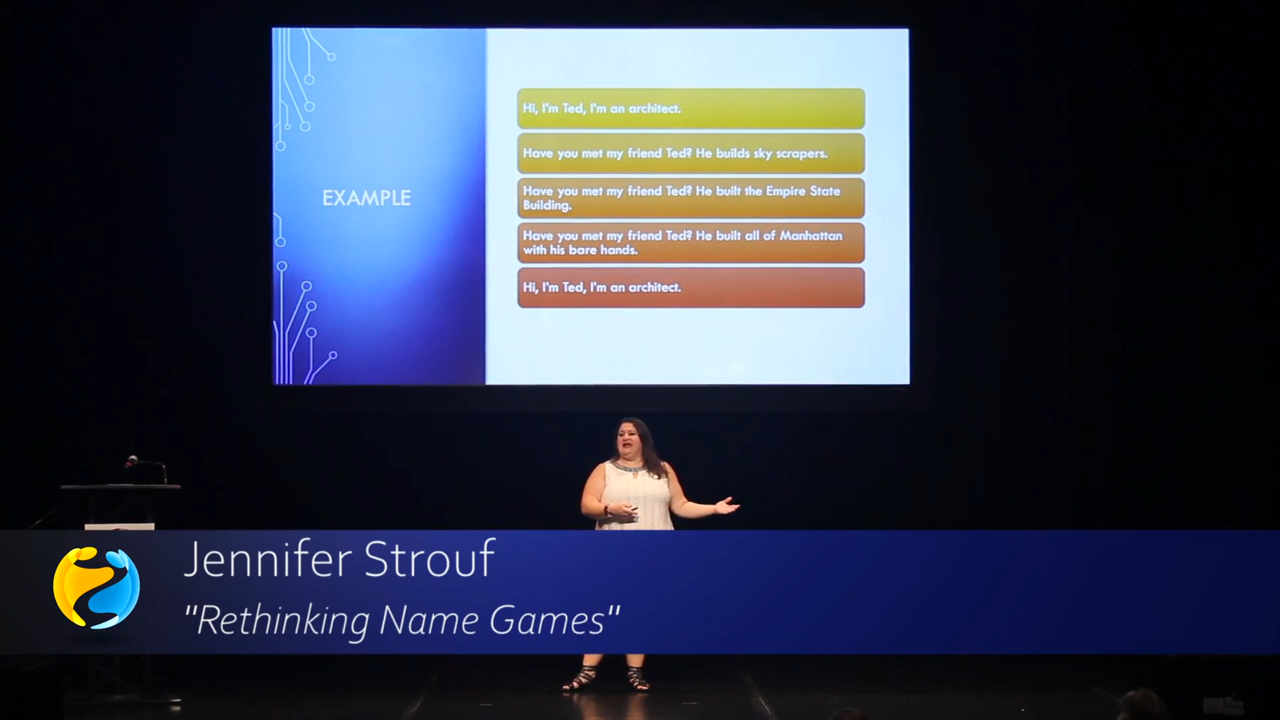 EXAMPLE
Hi, I'm Ted, I'm an architect.
Have you met my friend Ted? He builds sky scrapers.
Have you met my friend Ted? He built the Empire State
Building.
Have you met my friend Ted? He built all of Manhattan
with his bare hands.
Hi, I'm Ted, I'm an architect.
Jennifer Strouf
"Rethinking Name Games"